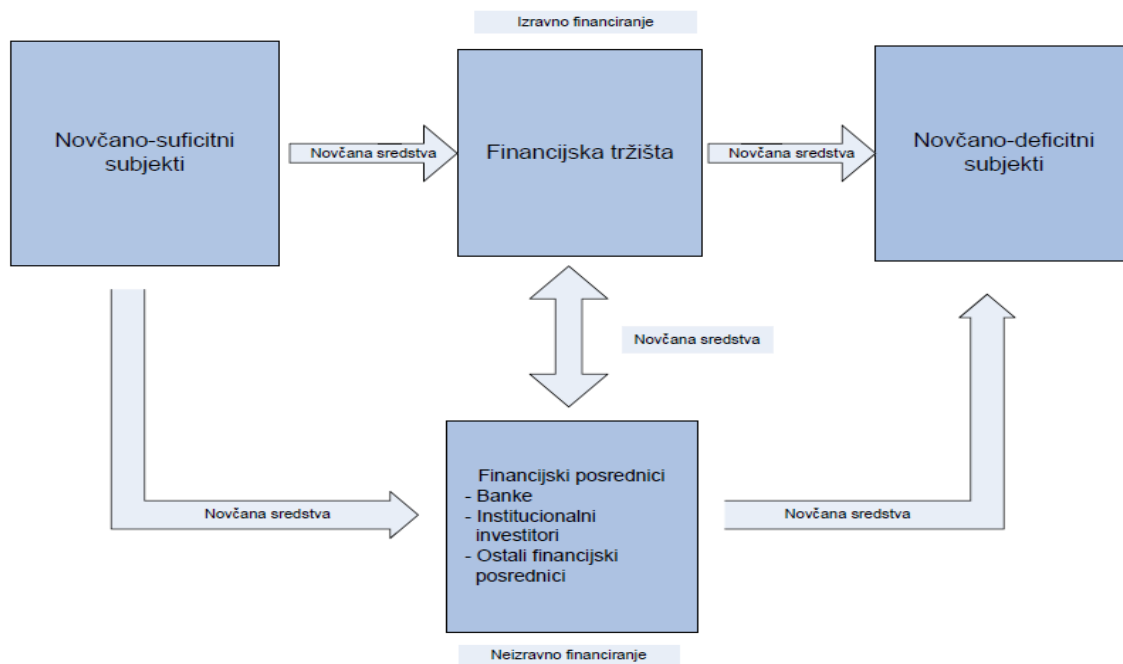 Izravno financiranje
Novčano-suficitni
subjekti
Novčana sredstva
Financijska tržišta
Novčana sredstva
Novčano-deficitni
subjekti
Novčana sredstva
Financijski posrednici
- Banke
- Institucionalni
investitori
- Ostali financijski
posrednici
Novčana sredstva
Novčana sredstva
Neizravno financiranje